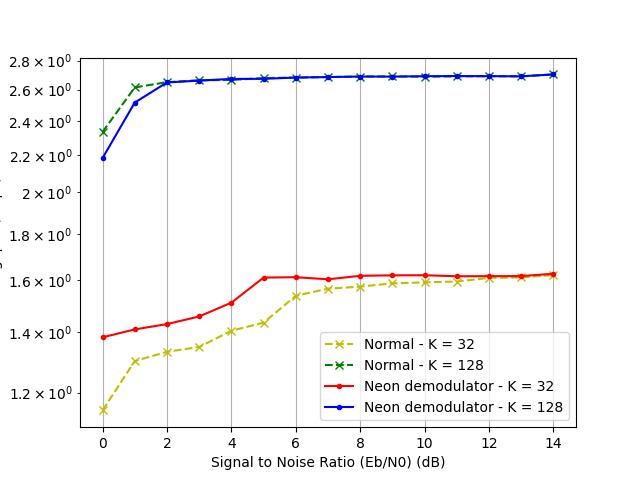 2.8 × 10⁰
2.6 × 10⁰
2.4 × 10⁰
2.2 × 10⁰
2 × 10⁰
1.8 × 10⁰
1.6 × 10⁰
1.4 × 10⁰
1.2 × 10⁰
Normal - K = 32
Normal - K = 128
Neon demodulator - K = 32
Neon demodulator - K = 128
0 2 4 6 8 10 12 14
Signal to Noise Ratio (Eb/N0) (dB)